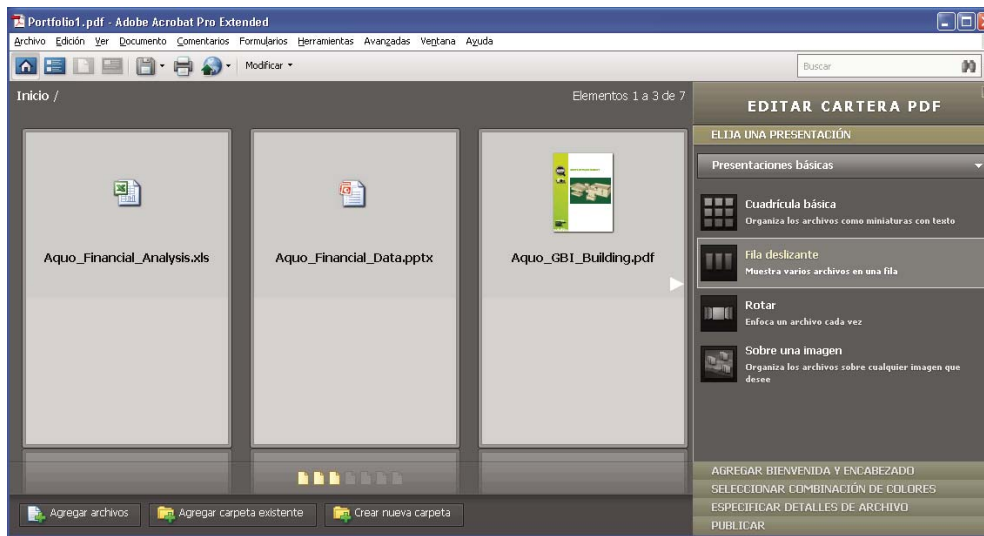 Portfolio1.pdf - Adobe Acrobat Pro Extended
Archivo Edición Ver Documento Comentarios Formularios Herramientas Avanzadas Ventana Ayuda
Modificar
Buscar
Inicio /
Elementos 1 a 3 de 7
Aquo_Financial_Analysis.xls
Aquo_Financial_Data.pptx
Aquo_GBI_Building.pdf
Agregar archivos
Agregar carpeta existente
Crear nueva carpeta
EDITAR CARTERA PDF
ELIJA UNA PRESENTACIÓN
Presentaciones básicas
Cuadrícula básica
Organiza los archivos como miniaturas con texto
Fila deslizante
Muestra varios archivos en una fila
Rotar
Enfoca un archivo cada vez
Sobre una imagen
Organiza los archivos sobre cualquier imagen que
desee
AGREGAR BIENVENIDA Y ENCABEZADO
SELECCIONAR COMBINACIÓN DE COLORES
ESPECIFICAR DETALLES DE ARCHIVO
PUBLICAR